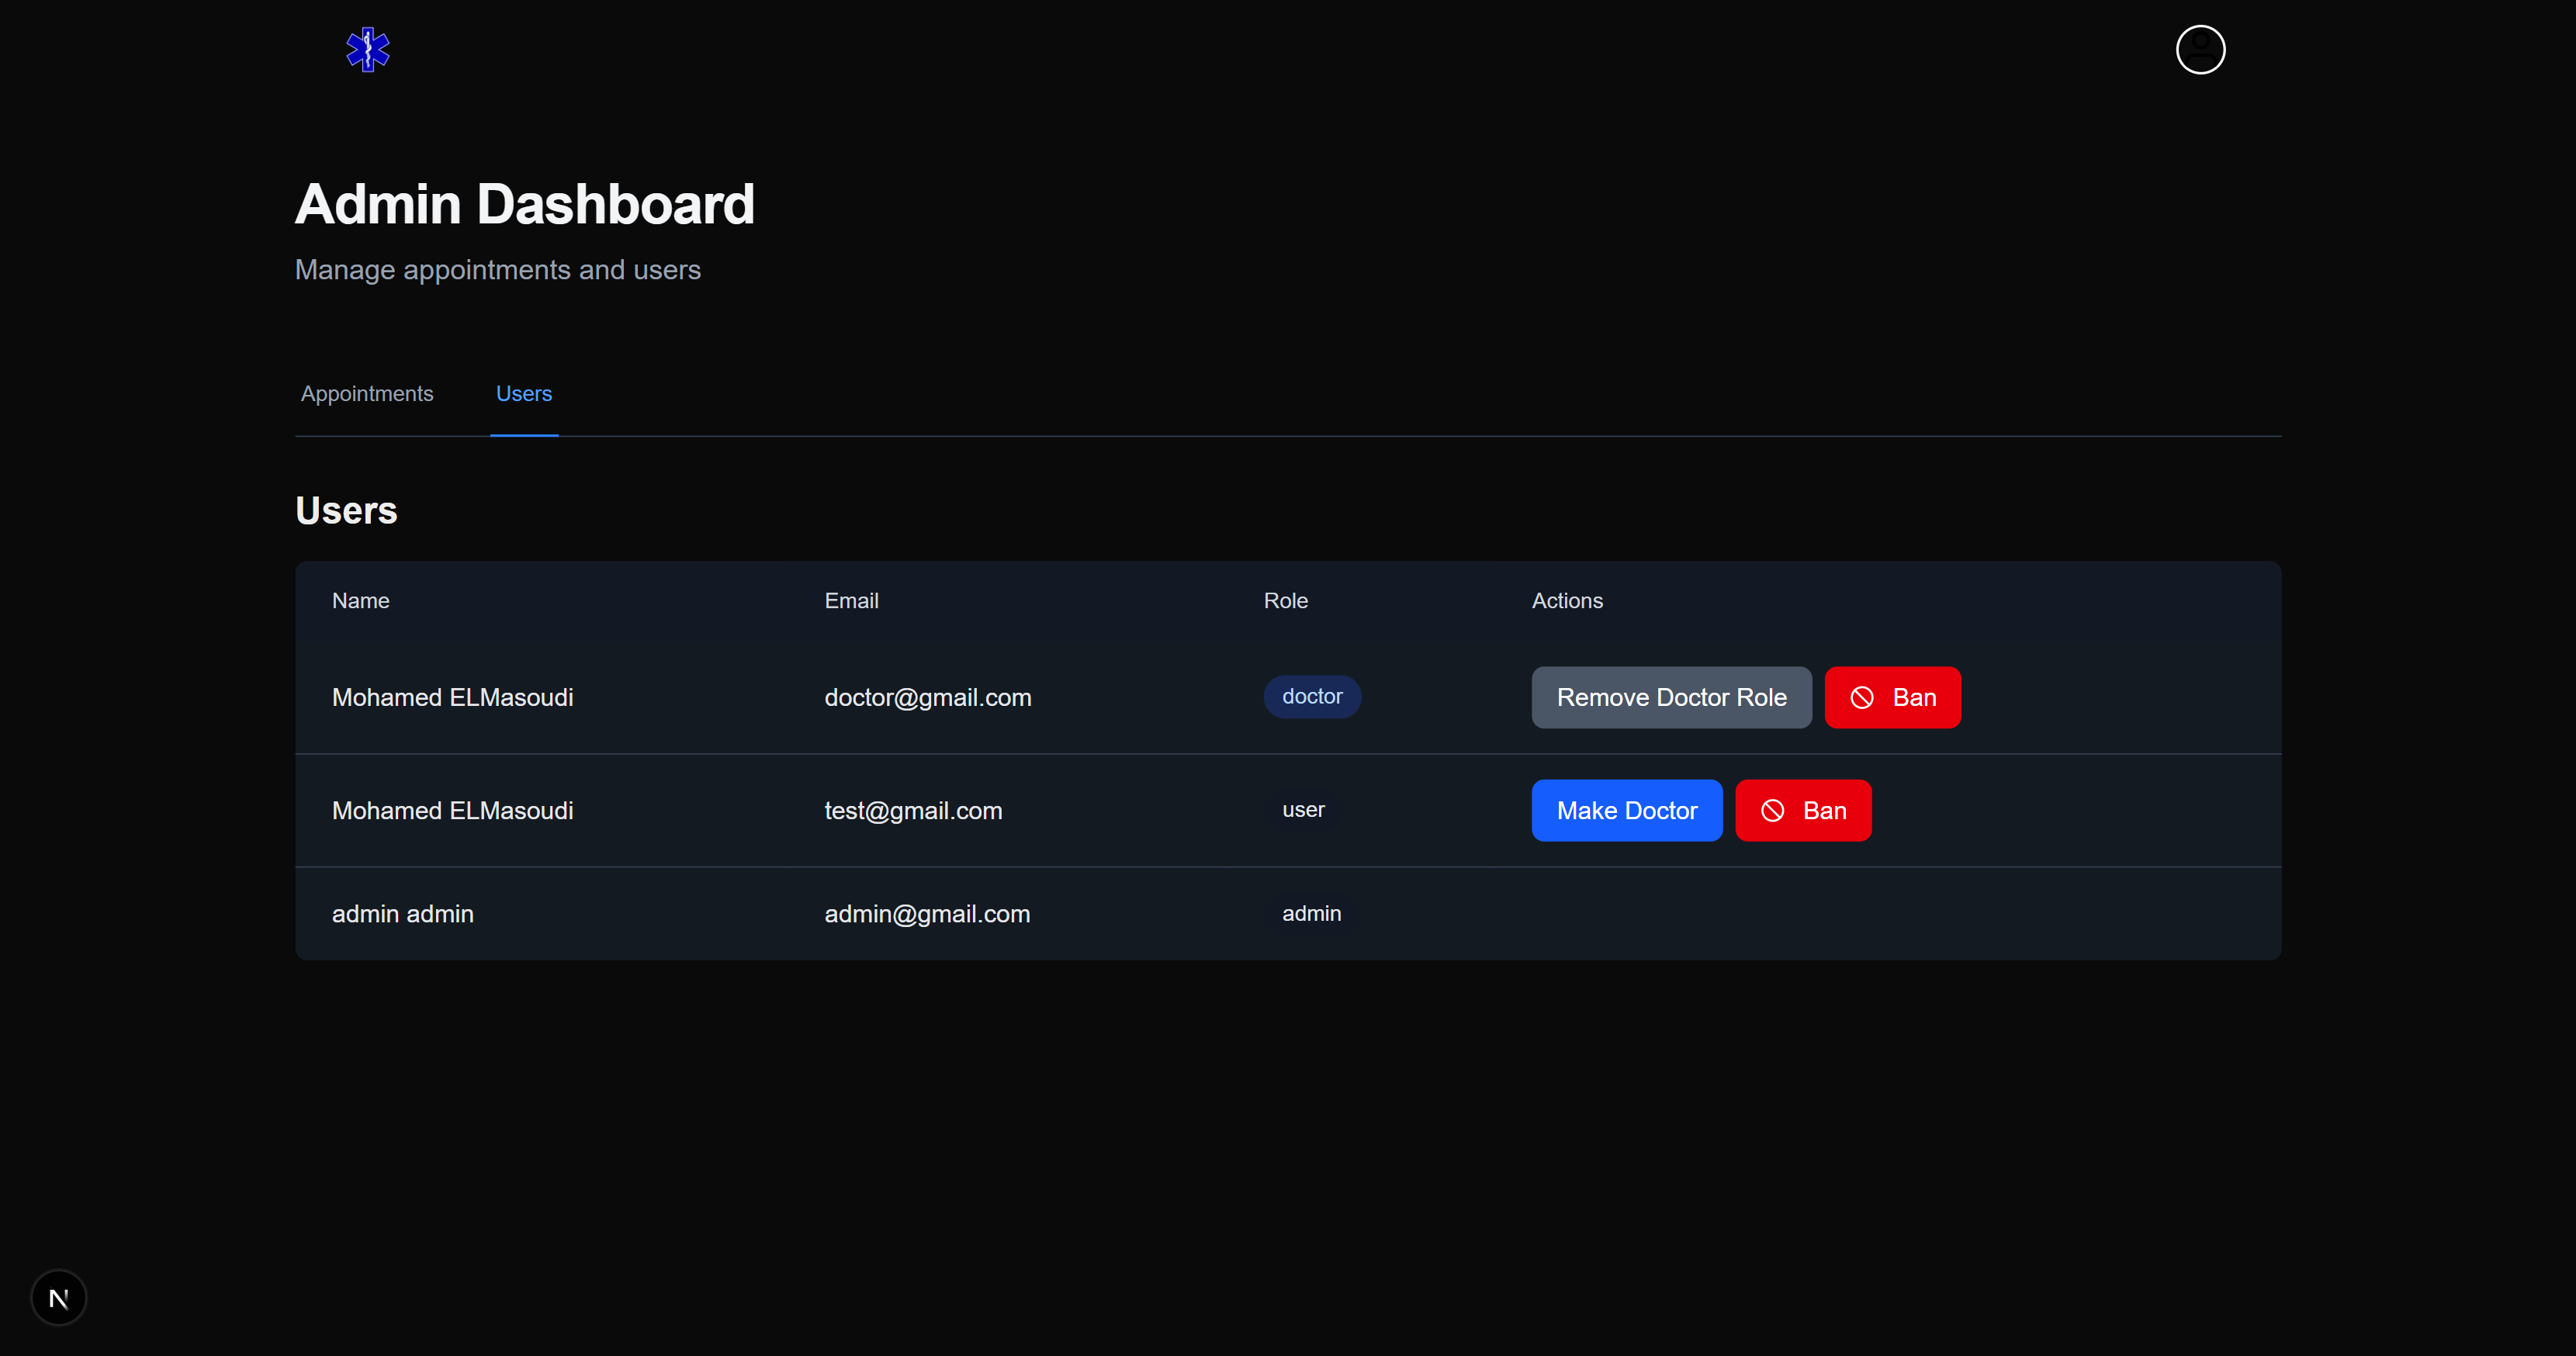 Admin Dashboard
Manage appointments and users
Appointments Users
Users
Name Email Role Actions
Mohamed ELMasoudi doctor@gmail.com doctor Remove Doctor Role Ban
Mohamed ELMasoudi test@gmail.com user Make Doctor Ban
admin admin admin@gmail.com admin
N